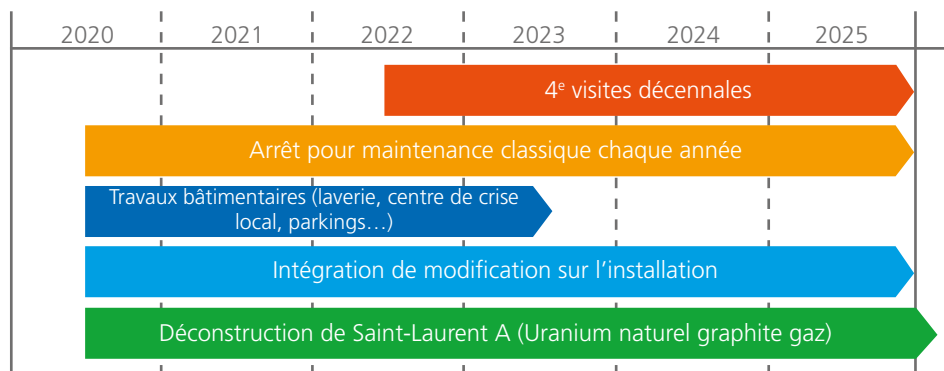 2020 2021 2022 2023 2024 2025
4e visites décennales
Arrêt pour maintenance classique chaque année
Travaux bâtimentaires (laverie, centre de crise
local, parkings…)
Intégration de modification sur l'installation
Déconstruction de Saint-Laurent A (Uranium naturel graphite gaz)